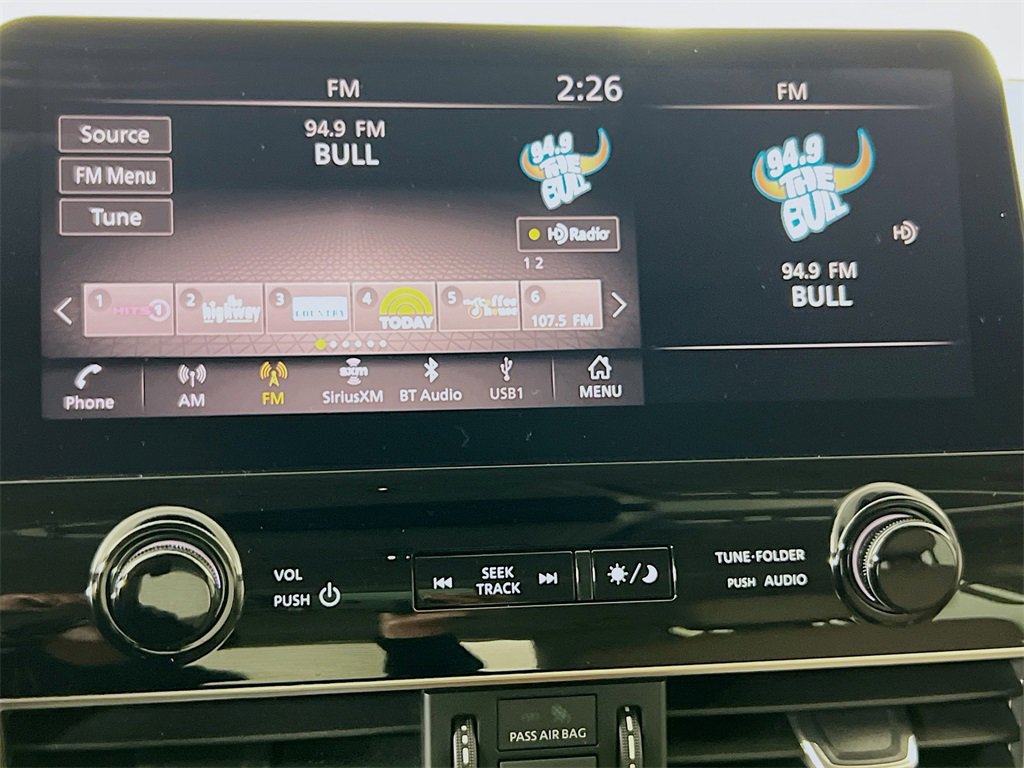 FM
2:26
FM
Source
FM Menu
Tune
94.9 FM
BULL
94.9
THE
BULL
HD Radio
1 2
94.9
THE
BULL
HD
94.9 FM
BULL
1 HITS 1
2 the highway
3 COUNTRY
4 TODAY
5 coffee house
6 107.5 FM
Phone
AM
FM
sxm
SiriusXM
BT Audio
USB1
MENU
VOL
PUSH
SEEK
TRACK
TUNE·FOLDER
PUSH AUDIO
PASS AIR BAG